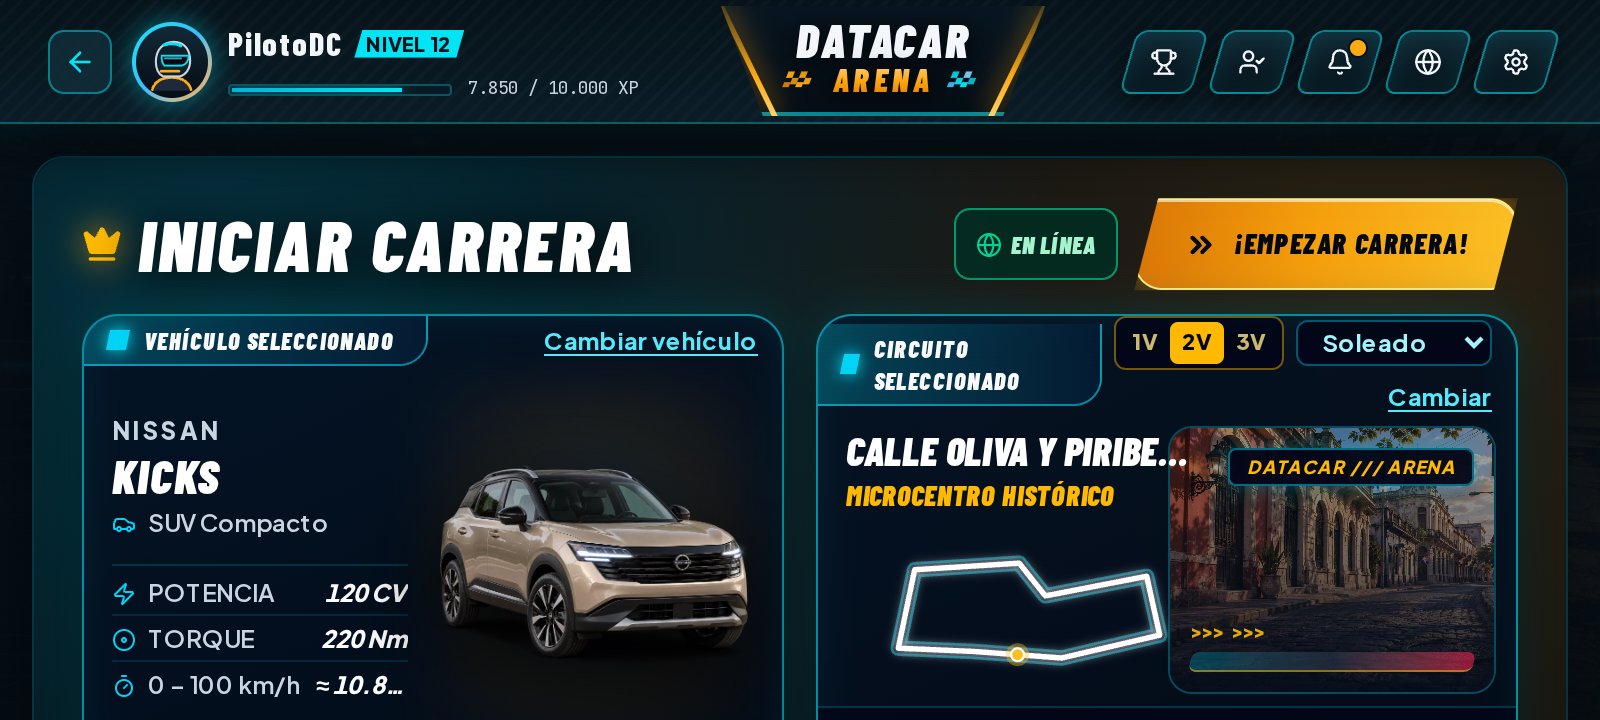 PilotoDC NIVEL 12
7.850 / 10.000 XP
DATACAR
ARENA
INICIAR CARRERA
EN LÍNEA
¡EMPEZAR CARRERA!
VEHÍCULO SELECCIONADO
Cambiar vehículo
NISSAN
KICKS
SUV Compacto
POTENCIA 120 CV
TORQUE 220 Nm
0 – 100 km/h ≈ 10.8...
CIRCUITO
SELECCIONADO
1V 2V 3V
Soleado
Cambiar
CALLE OLIVA Y PIRIBE...
MICROCENTRO HISTÓRICO
DATACAR /// ARENA
>>> >>>